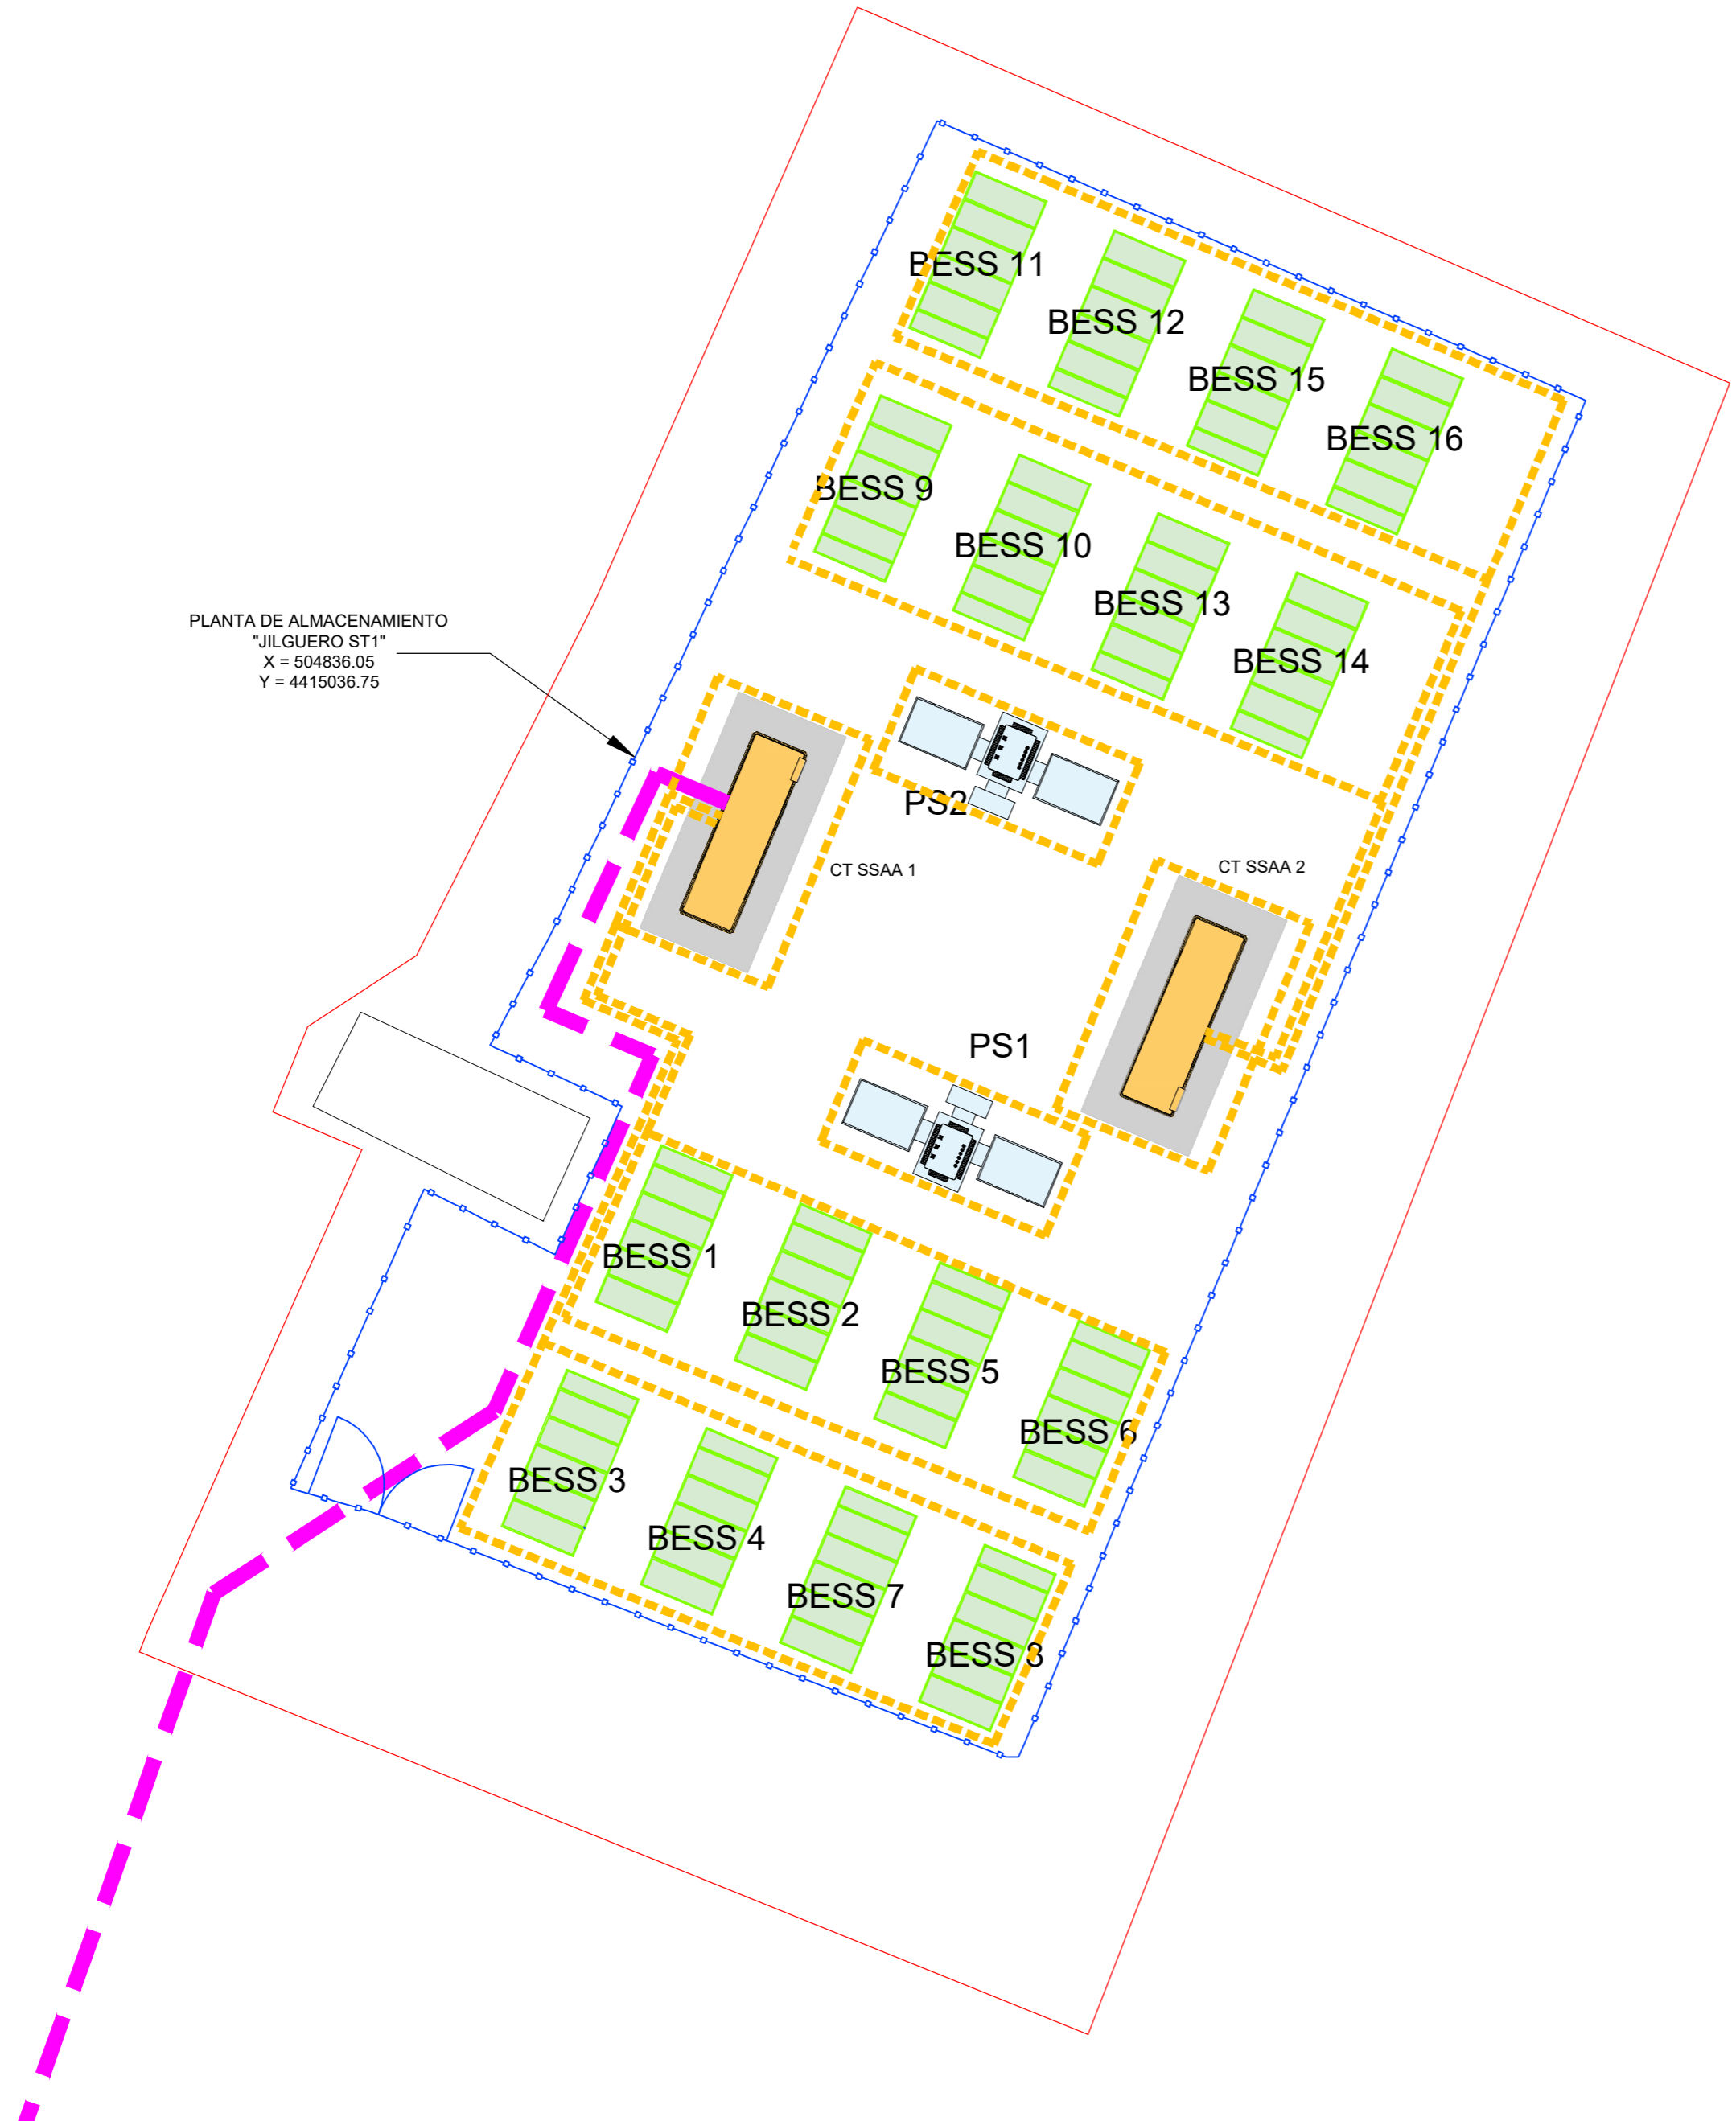 BESS 11
BESS 12
BESS 15
BESS 16
BESS 9
BESS 10
BESS 13
BESS 14
PLANTA DE ALMACENAMIENTO
"JILGUERO ST1"
X = 504836.05
Y = 4415036.75
PS2
CT SSAA 1
CT SSAA 2
PS1
BESS 1
BESS 2
BESS 5
BESS 6
BESS 3
BESS 4
BESS 7
BESS 8